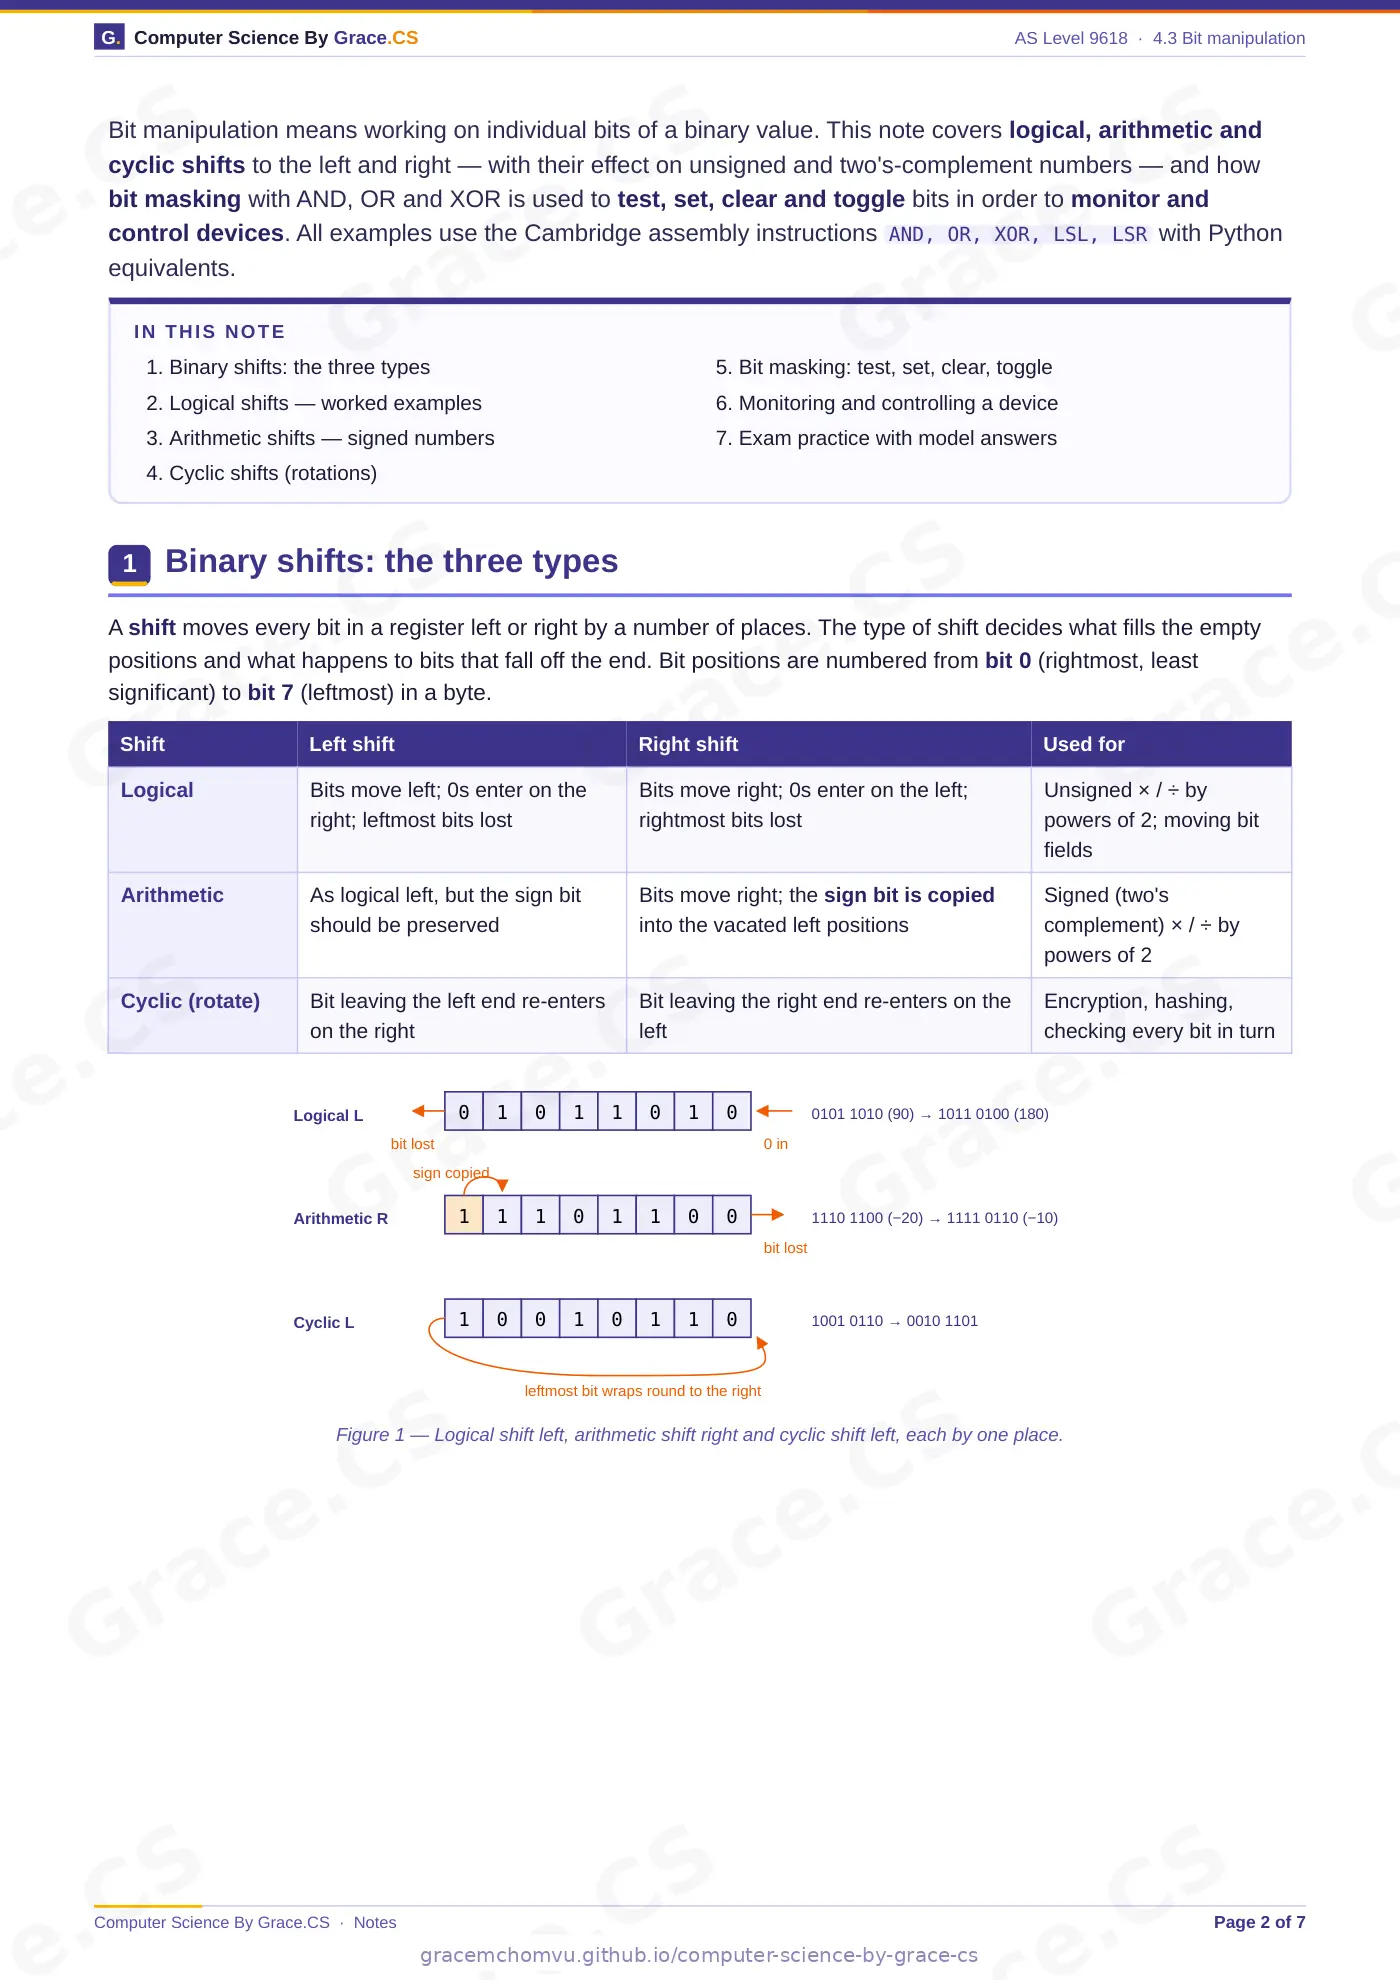 G. Computer Science By Grace.CS
AS Level 9618 · 4.3 Bit manipulation
Bit manipulation means working on individual bits of a binary value. This note covers logical, arithmetic and
cyclic shifts to the left and right — with their effect on unsigned and two's-complement numbers — and how
bit masking with AND, OR and XOR is used to test, set, clear and toggle bits in order to monitor and
control devices. All examples use the Cambridge assembly instructions AND, OR, XOR, LSL, LSR with Python
equivalents.
IN THIS NOTE
1. Binary shifts: the three types
2. Logical shifts — worked examples
3. Arithmetic shifts — signed numbers
4. Cyclic shifts (rotations)
5. Bit masking: test, set, clear, toggle
6. Monitoring and controlling a device
7. Exam practice with model answers
1 Binary shifts: the three types
A shift moves every bit in a register left or right by a number of places. The type of shift decides what fills the empty
positions and what happens to bits that fall off the end. Bit positions are numbered from bit 0 (rightmost, least
significant) to bit 7 (leftmost) in a byte.
Shift Left shift Right shift Used for
Logical
Bits move left; 0s enter on the
right; leftmost bits lost
Bits move right; 0s enter on the left;
rightmost bits lost
Unsigned × / ÷ by
powers of 2; moving bit
fields
Arithmetic
As logical left, but the sign bit
should be preserved
Bits move right; the sign bit is copied
into the vacated left positions
Signed (two's
complement) × / ÷ by
powers of 2
Cyclic (rotate)
Bit leaving the left end re-enters
on the right
Bit leaving the right end re-enters on the
left
Encryption, hashing,
checking every bit in turn
Logical L 0 1 0 1 1 0 1 0 0101 1010 (90) → 1011 0100 (180)
bit lost 0 in
sign copied
Arithmetic R 1 1 1 0 1 1 0 0 1110 1100 (−20) → 1111 0110 (−10)
bit lost
Cyclic L 1 0 0 1 0 1 1 0 1001 0110 → 0010 1101
leftmost bit wraps round to the right
Figure 1 — Logical shift left, arithmetic shift right and cyclic shift left, each by one place.
Computer Science By Grace.CS · Notes
Page 2 of 7
gracemchomvu.github.io/computer-science-by-grace-cs